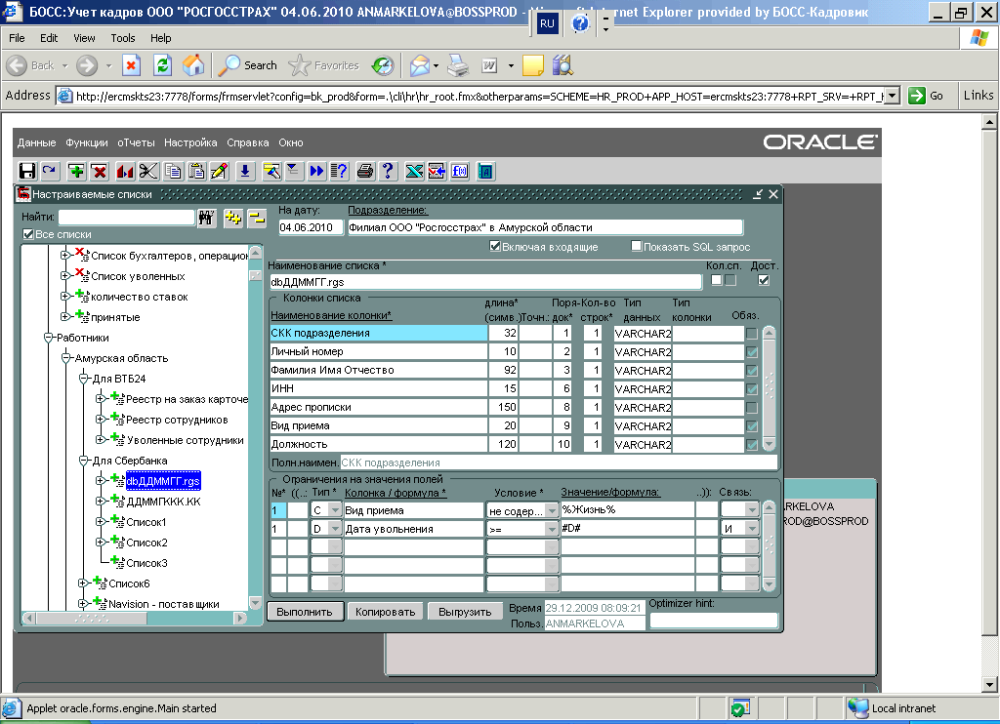 БОСС:Учет кадров ООО "РОСГОССТРАХ" 04.06.2010 ANMARKELOVA@BOSSPROD - Internet Explorer provided by БОСС-Кадровик
RU
File Edit View Tools Help
Back Search Favorites
Address http://ercmskts23:7778/forms/frmservlet?config=bk_prod&form=.\cli\hr\hr_root.fmx&otherparams=SCHEME=HR_PROD+APP_HOST=ercmskts23:7778+RPT_SRV=+RPT_ Go Links
Данные Функции оТчеты Настройка Справка Окно ORACLE
Настраиваемые списки
Найти:
Все списки
Список бухгалтеров, операцион
Список уволенных
количество ставок
принятые
Работники
Амурская область
Для ВТБ24
Реестр на заказ карточе
Реестр сотрудников
Уволенные сотрудники
Для Сбербанка
dbДДММГГ.rgs
ДДММПККК.КК
Список1
Список2
Список3
Список6
Navision - поставщики
На дату: Подразделение:
04.06.2010 Филиал ООО "Росгосстрах" в Амурской области
Включая входящие Показать SQL запрос
Наименование списка * Кол.сп. Дост.
dbДДММГГ.rgs
Колонки списка
Наименование колонки* длина* (симв.) Точн.: Поря-док* Кол-во строк* Тип данных Тип колонки Обяз.
СКК подразделения 32 1 1 VARCHAR2
Личный номер 10 2 1 VARCHAR2
Фамилия Имя Отчество 92 3 1 VARCHAR2
ИНН 15 6 1 VARCHAR2
Адрес прописки 150 8 1 VARCHAR2
Вид приема 20 9 1 VARCHAR2
Должность 120 10 1 VARCHAR2
Полн.наимен. СКК подразделения
Ограничения на значения полей
№* ((..: Тип * Колонка / формула * Условие * Значение/формула: ..)): Связь:
1 C Вид приема не содер... %Жизнь%
1 D Дата увольнения >= #D# И
Выполнить Копировать Выгрузить Время 29.12.2009 08:09:21 Optimizer hint:
Польз. ANMARKELOVA
ARKELOVA
ROD@BOSSPROD
Applet oracle.forms.engine.Main started Local intranet